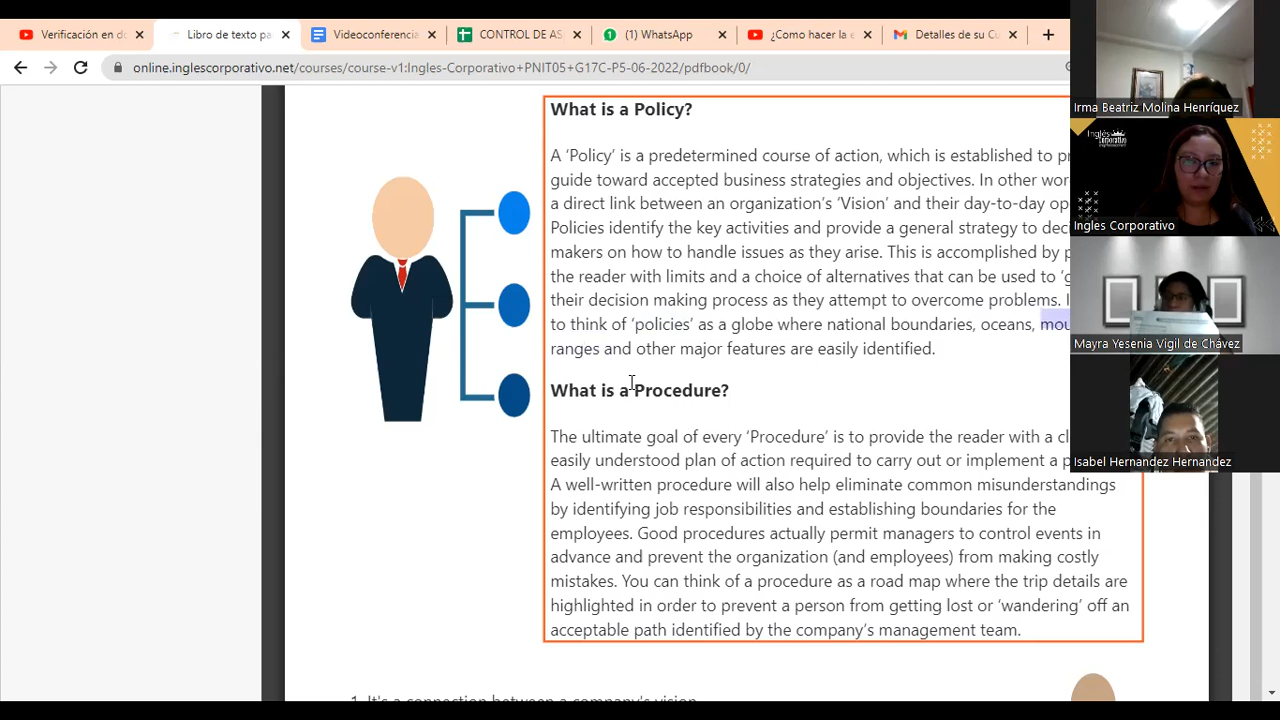 Verificación en do
Libro de texto pa
Videoconferencia
CONTROL DE AS
(1) WhatsApp
¿Como hacer la e
Detalles de su Cu
online.inglescorporativo.net/courses/course-v1:Ingles-Corporativo+PNIT05+G17C-P5-06-2022/pdfbook/0/
What is a Policy?
A ‘Policy’ is a predetermined course of action, which is established to pr
guide toward accepted business strategies and objectives. In other wor
a direct link between an organization’s ‘Vision’ and their day-to-day op
Policies identify the key activities and provide a general strategy to deci
makers on how to handle issues as they arise. This is accomplished by p
the reader with limits and a choice of alternatives that can be used to ‘g
their decision making process as they attempt to overcome problems. I
to think of ‘policies’ as a globe where national boundaries, oceans, mou
ranges and other major features are easily identified.
What is a Procedure?
The ultimate goal of every ‘Procedure’ is to provide the reader with a cl
easily understood plan of action required to carry out or implement a p
A well-written procedure will also help eliminate common misunderstandings
by identifying job responsibilities and establishing boundaries for the
employees. Good procedures actually permit managers to control events in
advance and prevent the organization (and employees) from making costly
mistakes. You can think of a procedure as a road map where the trip details are
highlighted in order to prevent a person from getting lost or ‘wandering’ off an
acceptable path identified by the company’s management team.
1. It's a connection between a company's vision
Irma Beatriz Molina Henríquez
Inglés
Corporativo
Ingles Corporativo
Mayra Yesenia Vigil de Chávez
Isabel Hernandez Hernandez